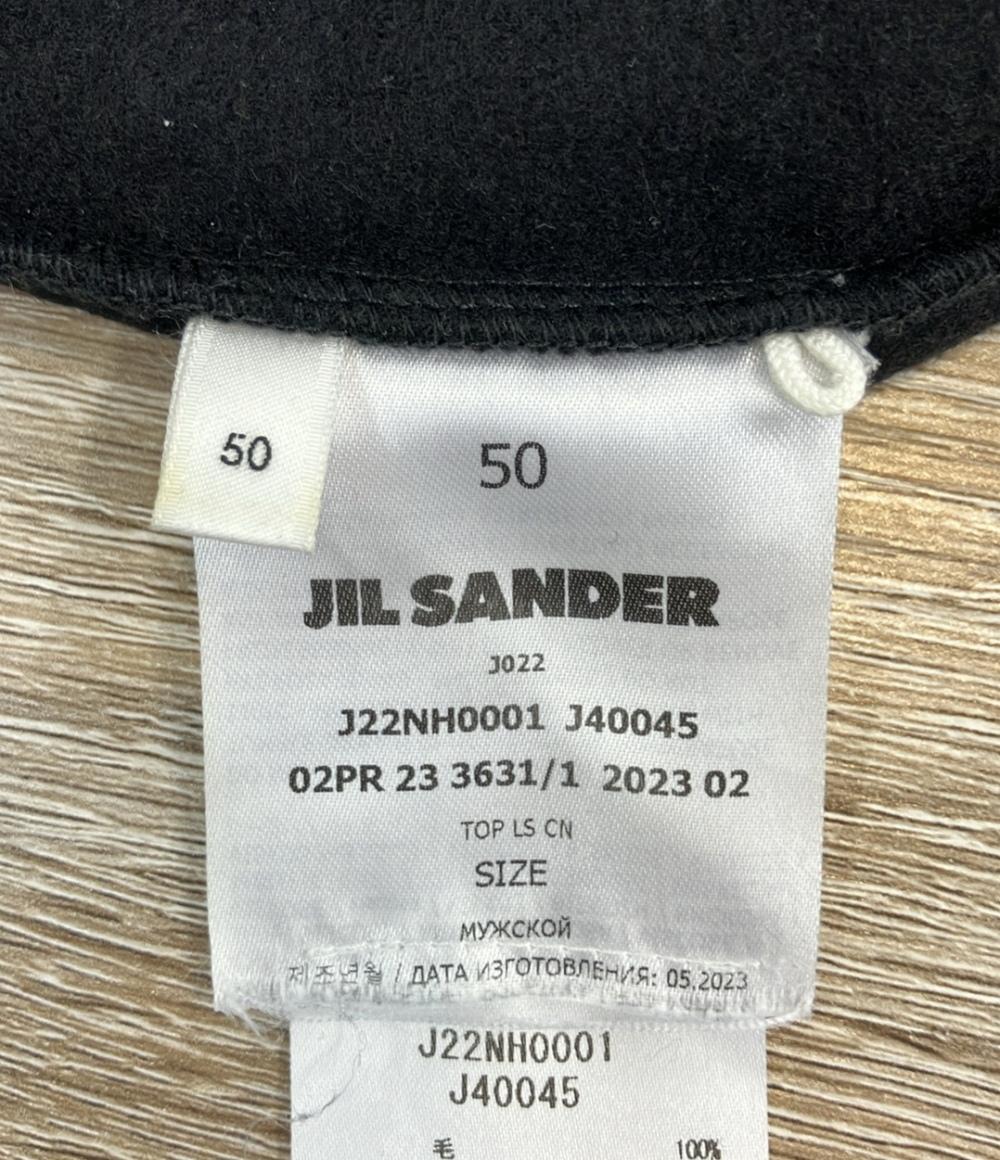 50
50
JIL SANDER
J022
J22NH0001 J40045
02PR 23 3631/1 2023 02
TOP LS CN
SIZE
МУЖСКОЙ
제조년월 / ДАТА ИЗГОТОВЛЕНИЯ: 05.2023
J22NH0001
J40045
毛 100%